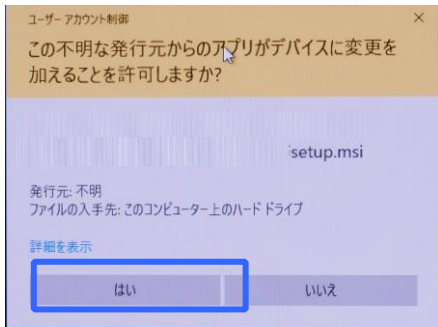 ユーザー アカウント制御
この不明な発行元からのアプリがデバイスに変更を
加えることを許可しますか?
setup.msi
発行元: 不明
ファイルの入手先: このコンピューター上のハード ドライブ
詳細を表示
はい
いいえ